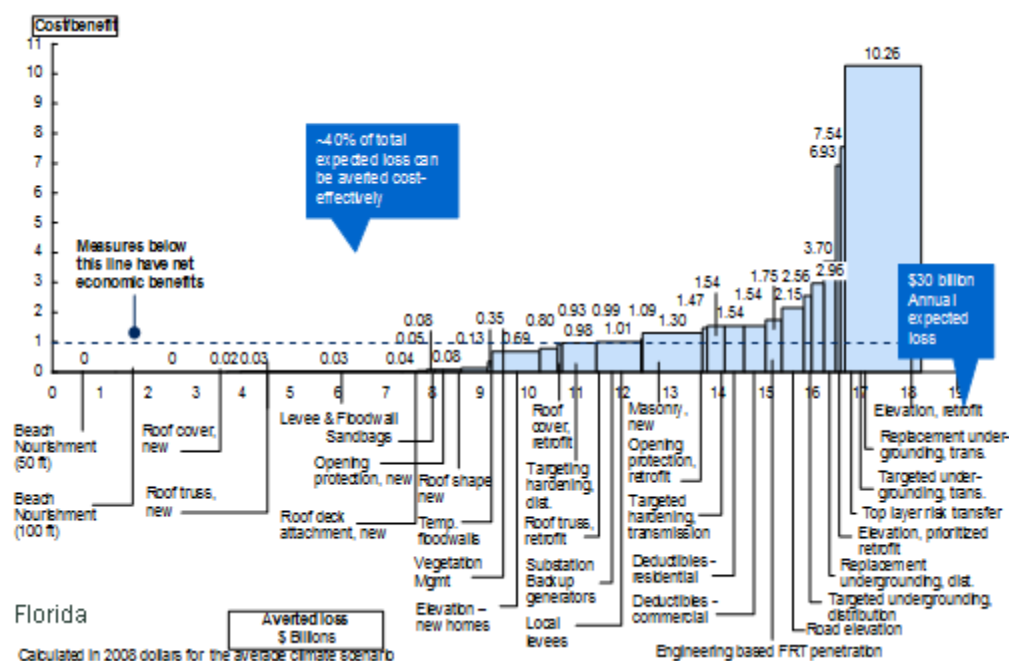 Cost/benefit
11
10
9
8
7
6
5
4
3
2
1
0
~40% of total
expected loss can
be averted cost-
effectively
Measures below
this line have net
economic benefits
$30 billion
Annual
expected
loss
0
0
0.02
0.03
0.03
0.04
0.05
0.08
0.08
0.13
0.35
0.69
0.80
0.93
0.98
0.99
1.01
1.09
1.30
1.47
1.54
1.54
1.54
1.75
2.15
2.56
2.96
3.70
6.93
7.54
10.26
0 1 2 3 4 5 6 7 8 9 10 11 12 13 14 15 16 17 18 19
Beach
Nourishment
(50 ft)
Beach
Nourishment
(100 ft)
Roof cover,
new
Roof truss,
new
Levee & Floodwall
Sandbags
Opening
protection, new
Roof deck
attachment, new
Roof shape
new
Temp.
floodwalls
Vegetation
Mgmt
Elevation –
new homes
Roof
cover,
retrofit
Targeting
hardening,
dist.
Roof truss,
retrofit
Substation
Backup
generators
Local
levees
Masonry,
new
Opening
protection,
retrofit
Targeted
hardening,
transmission
Deductibles –
residential
Deductibles –
commercial
Engineering based FRT penetration
Road elevation
Targeted undergrounding,
distribution
Replacement
undergrounding, dist.
Elevation, prioritized
retrofit
Top layer risk transfer
Targeted under-
grounding, trans.
Replacement under-
grounding, trans.
Elevation, retrofit
Florida
Averted loss
$ Billions
Calculated in 2008 dollars for the average climate scenario